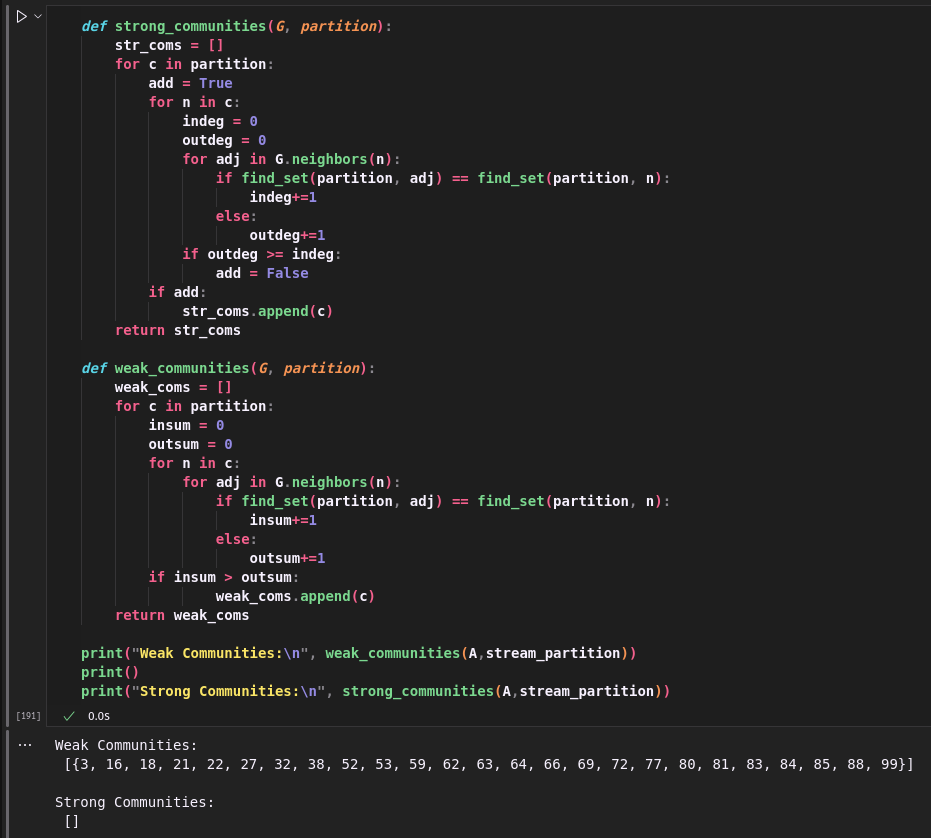 def strong_communities(G, partition):
    str_coms = []
    for c in partition:
        add = True
        for n in c:
            indeg = 0
            outdeg = 0
            for adj in G.neighbors(n):
                if find_set(partition, adj) == find_set(partition, n):
                    indeg+=1
                else:
                    outdeg+=1
            if outdeg >= indeg:
                add = False
        if add:
            str_coms.append(c)
    return str_coms

def weak_communities(G, partition):
    weak_coms = []
    for c in partition:
        insum = 0
        outsum = 0
        for n in c:
            for adj in G.neighbors(n):
                if find_set(partition, adj) == find_set(partition, n):
                    insum+=1
                else:
                    outsum+=1
        if insum > outsum:
                weak_coms.append(c)
    return weak_coms

print("Weak Communities:\n", weak_communities(A,stream_partition))
print()
print("Strong Communities:\n", strong_communities(A,stream_partition))
[191] 0.0s
Weak Communities:
 [{3, 16, 18, 21, 22, 27, 32, 38, 52, 53, 59, 62, 63, 64, 66, 69, 72, 77, 80, 81, 83, 84, 85, 88, 99}]

Strong Communities:
 []